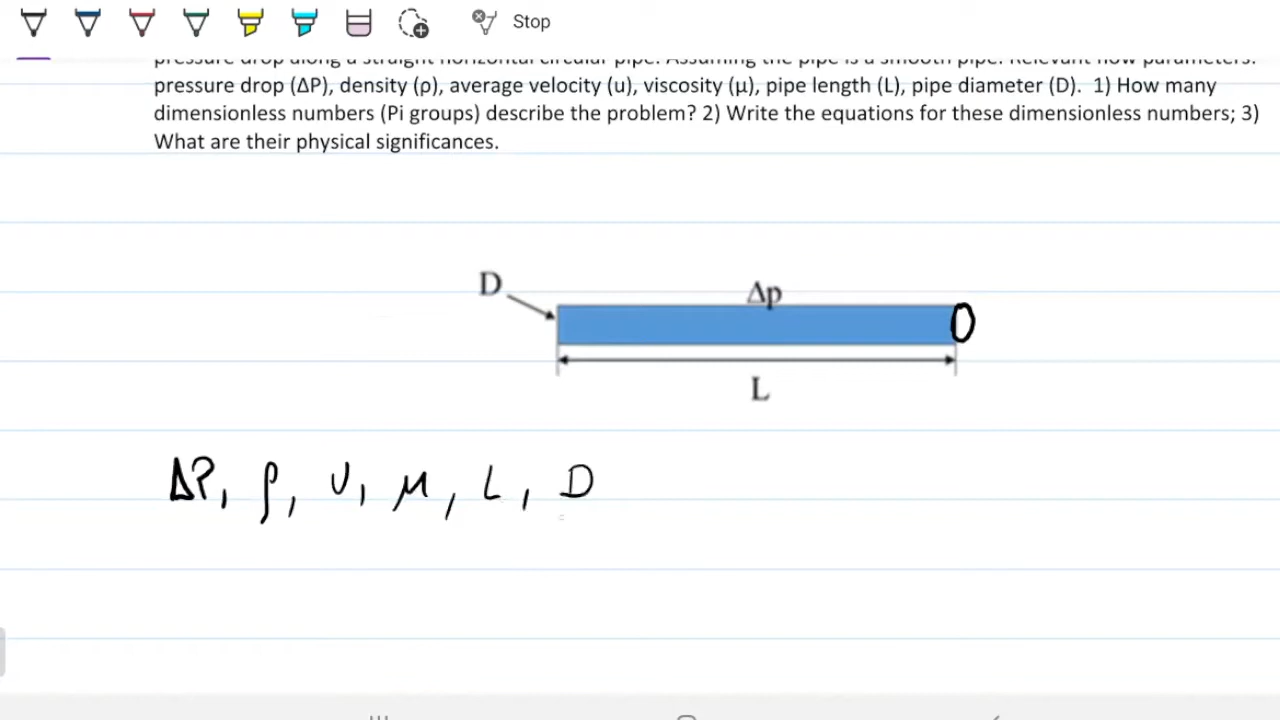 Stop
pressure drop along a straight horizontal circular pipe. Assuming the pipe is a smooth pipe. Relevant flow parameters:
pressure drop (ΔP), density (ρ), average velocity (u), viscosity (μ), pipe length (L), pipe diameter (D). 1) How many
dimensionless numbers (Pi groups) describe the problem? 2) Write the equations for these dimensionless numbers; 3)
What are their physical significances.
D
Δp
L
ΔP, ρ, U, μ, L, D